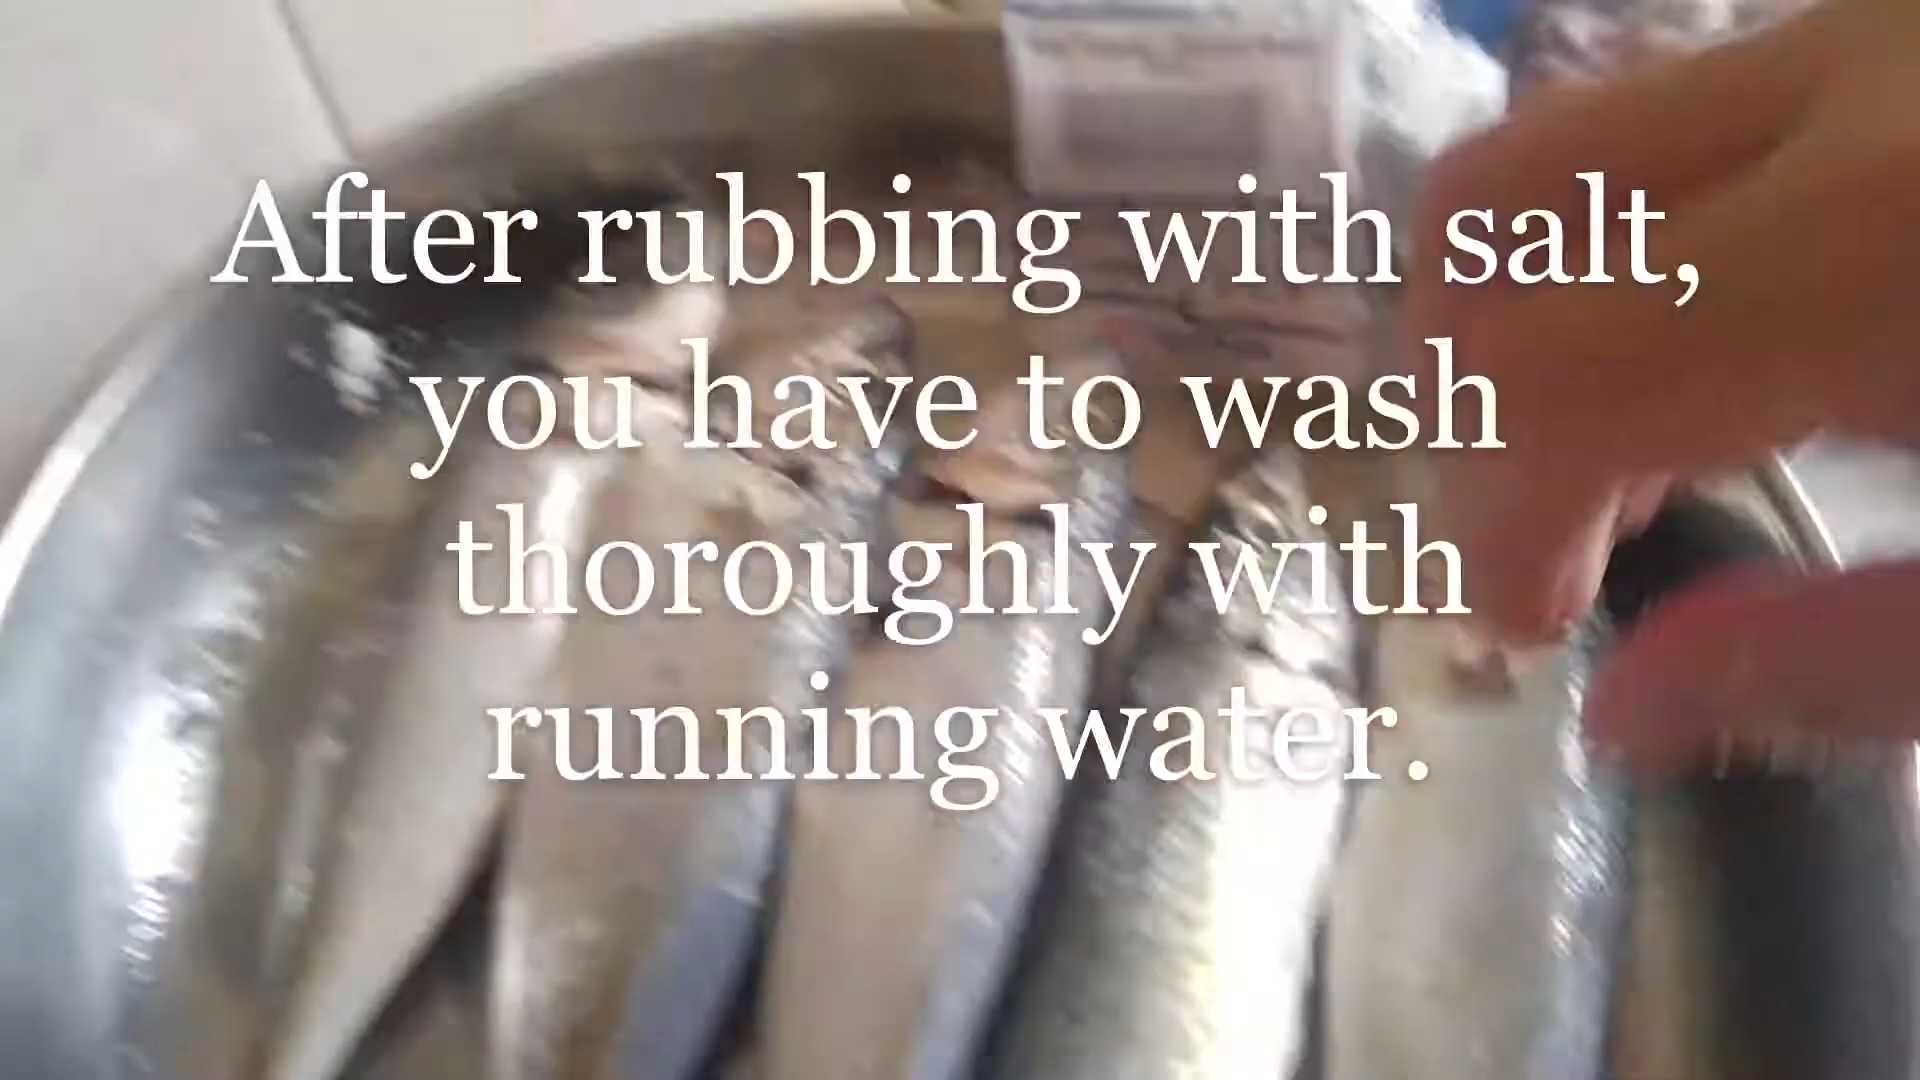 After rubbing with salt,
you have to wash
thoroughly with
running water.